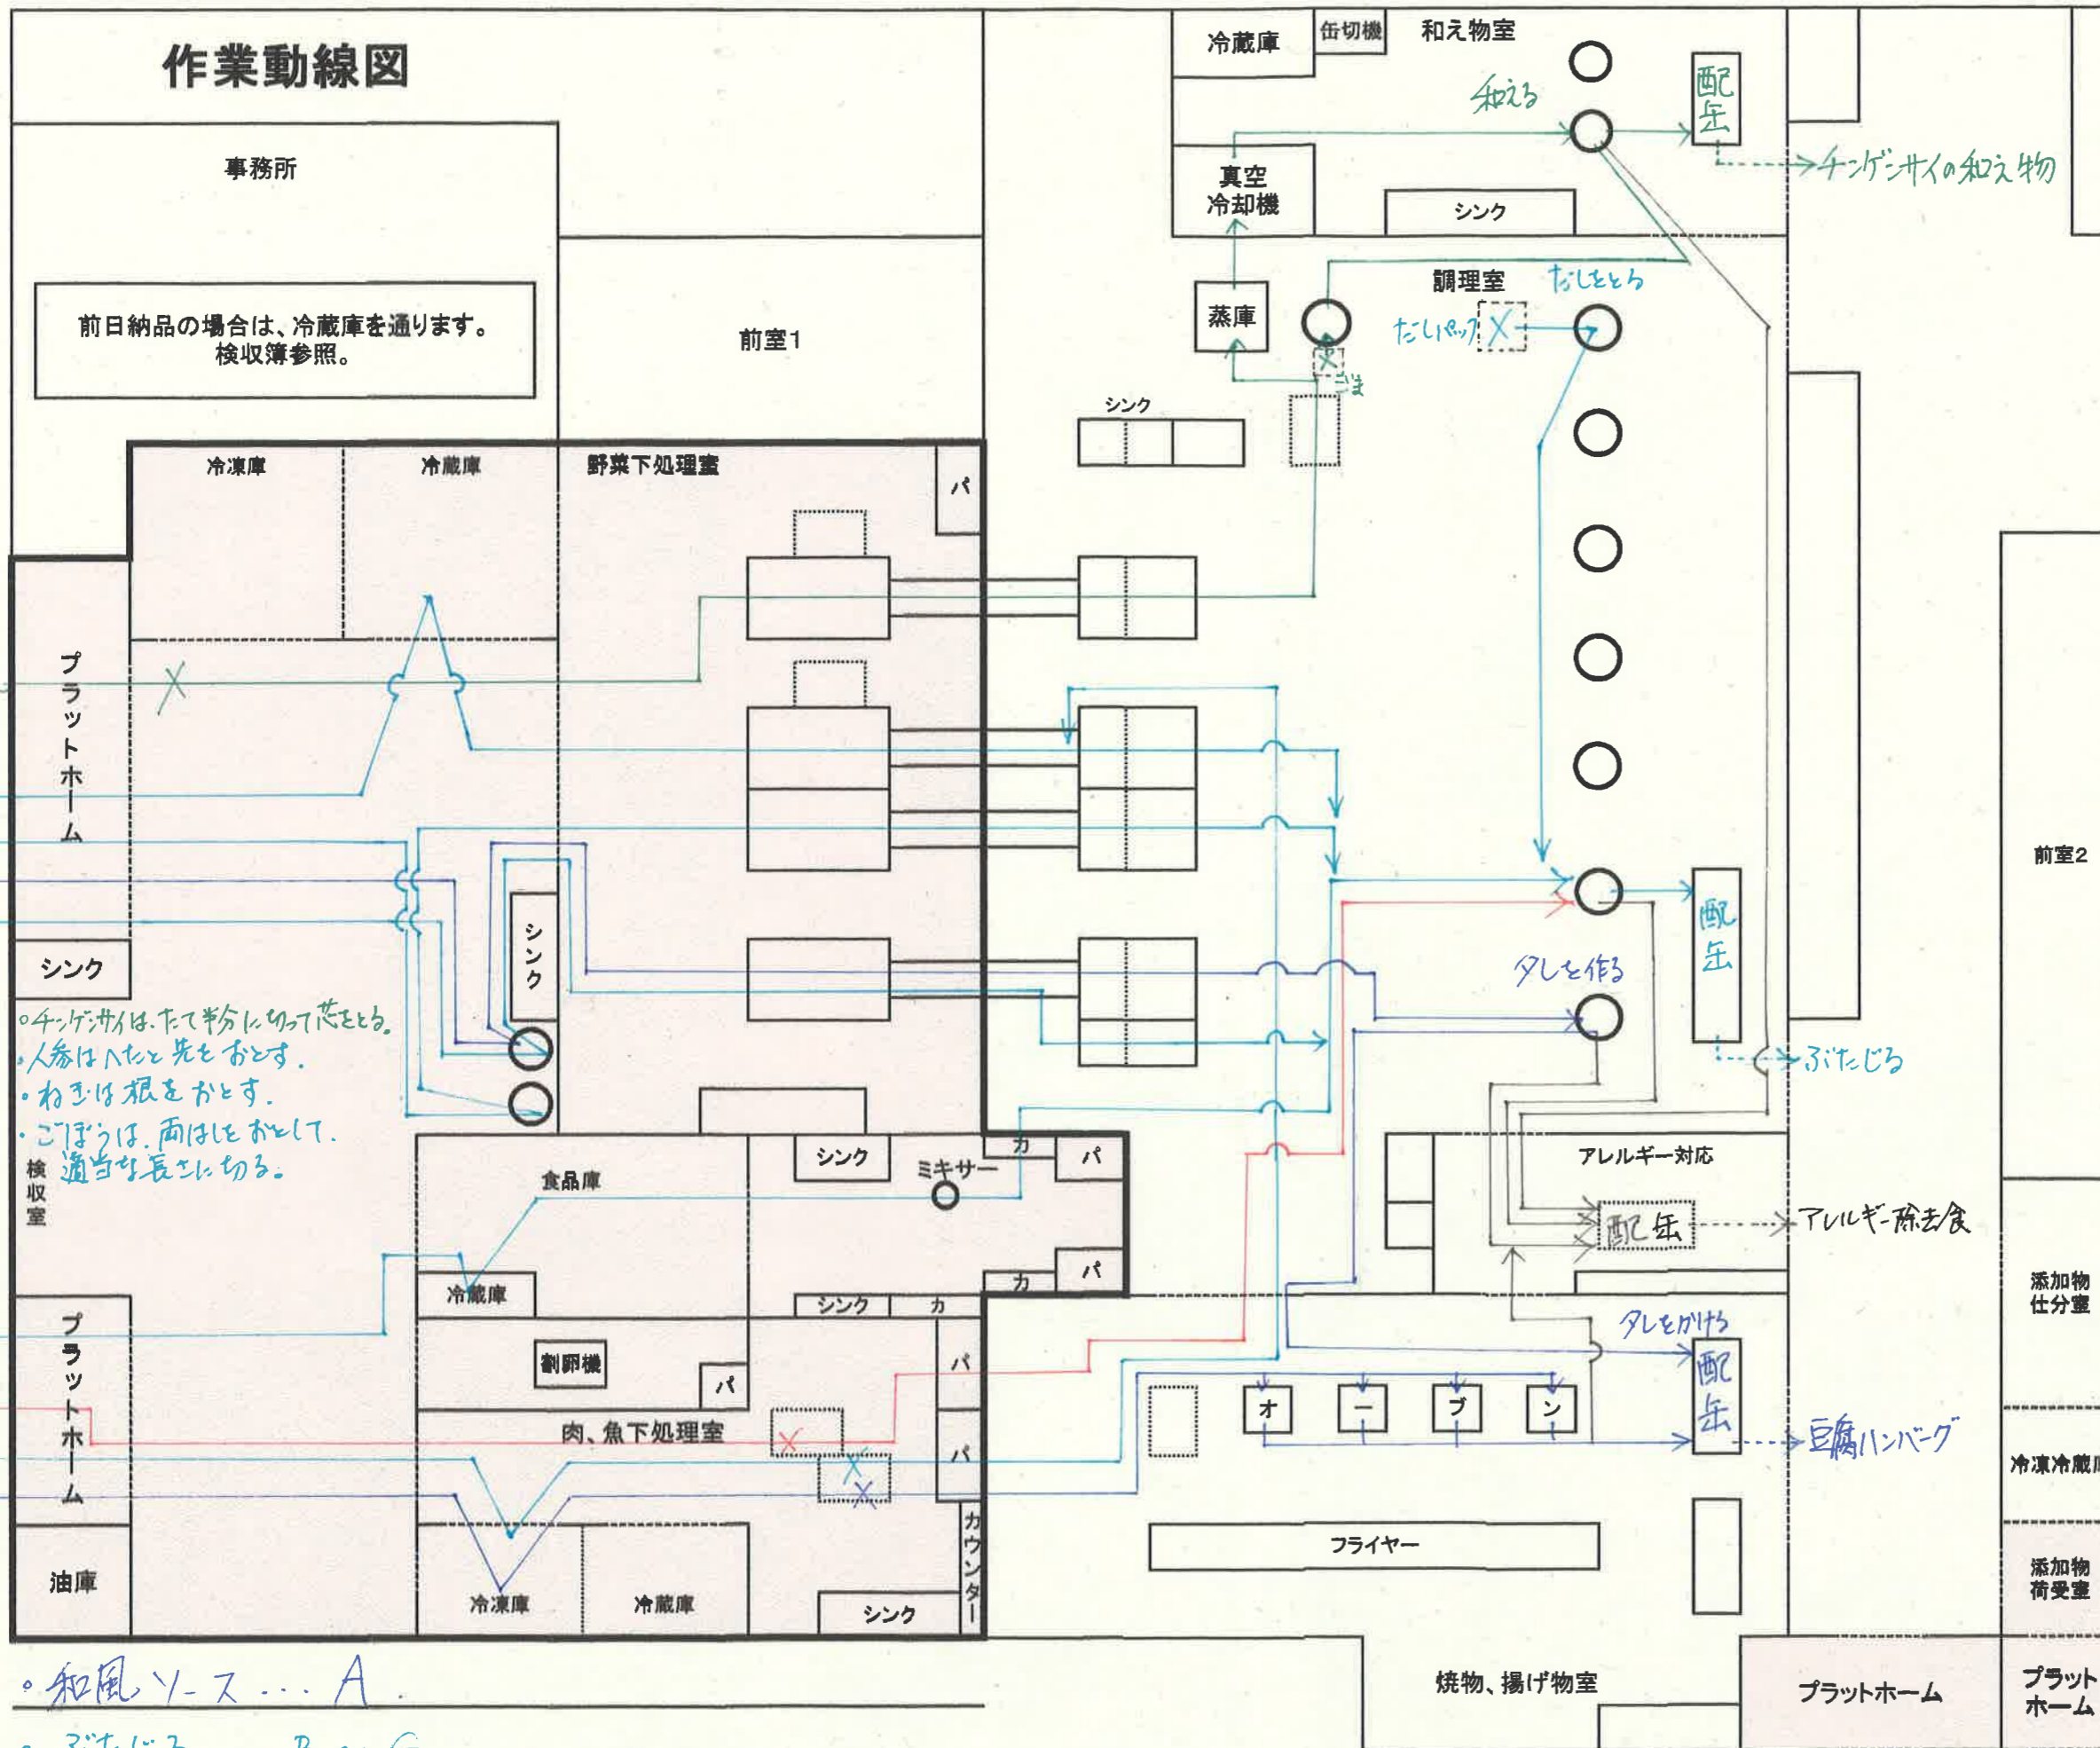 作業動線図
事務所
前日納品の場合は、冷蔵庫を通ります。
検収簿参照。
前室1
冷蔵庫
缶切機
和え物室
和える
配缶
チンゲンサイの和え物
真空
冷却機
シンク
蒸庫
ごま
調理室
だしをとる
だしパック
シンク
冷凍庫
冷蔵庫
野菜下処理室
パ
プラットホーム
シンク
シンク
・チンゲンサイは、たて半分に切って芯をとる。
・人参はへたと先をおとす.
・ねぎは根をおとす.
・ごぼうは、両はしをおとして.
適当な長さに切る。
検収室
食品庫
シンク
ミキサー
カ
パ
冷蔵庫
カ
パ
シンク
カ
割卵機
パ
パ
肉、魚下処理室
パ
プラットホーム
油庫
冷凍庫
冷蔵庫
シンク
カウンター
配缶
ぶたじる
タレを作る
アレルギー対応
配缶
アレルギー除去食
タレをかける
配缶
豆腐ハンバーグ
オ
ー
ブ
ン
フライヤー
焼物、揚げ物室
前室2
添加物
仕分室
冷凍冷蔵
添加物
荷受室
プラットホーム
プラット
ホーム
・和風ソース... A.
・ぶたじる